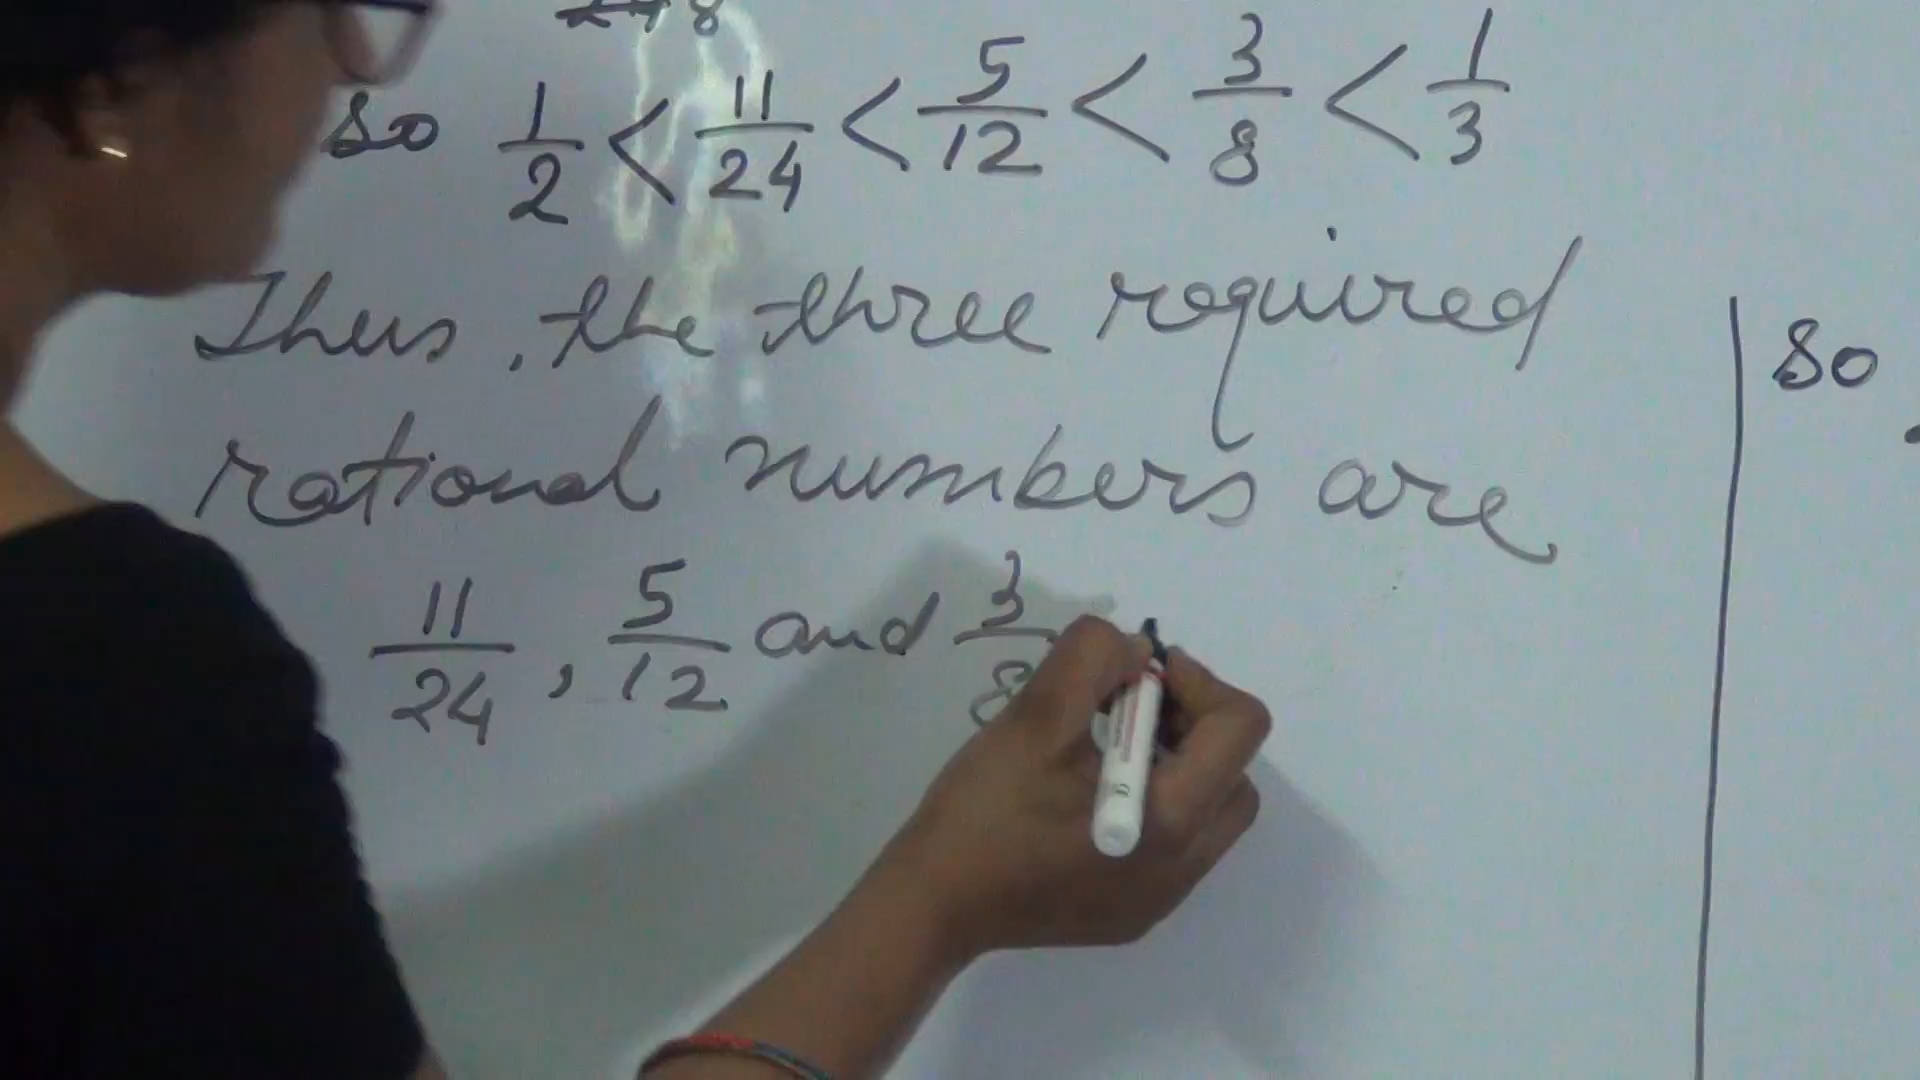 So 1/2 < 11/24 < 5/12 < 3/8 < 1/3
Thus, the three required
rational numbers are
11/24, 5/12 and 3/8
So